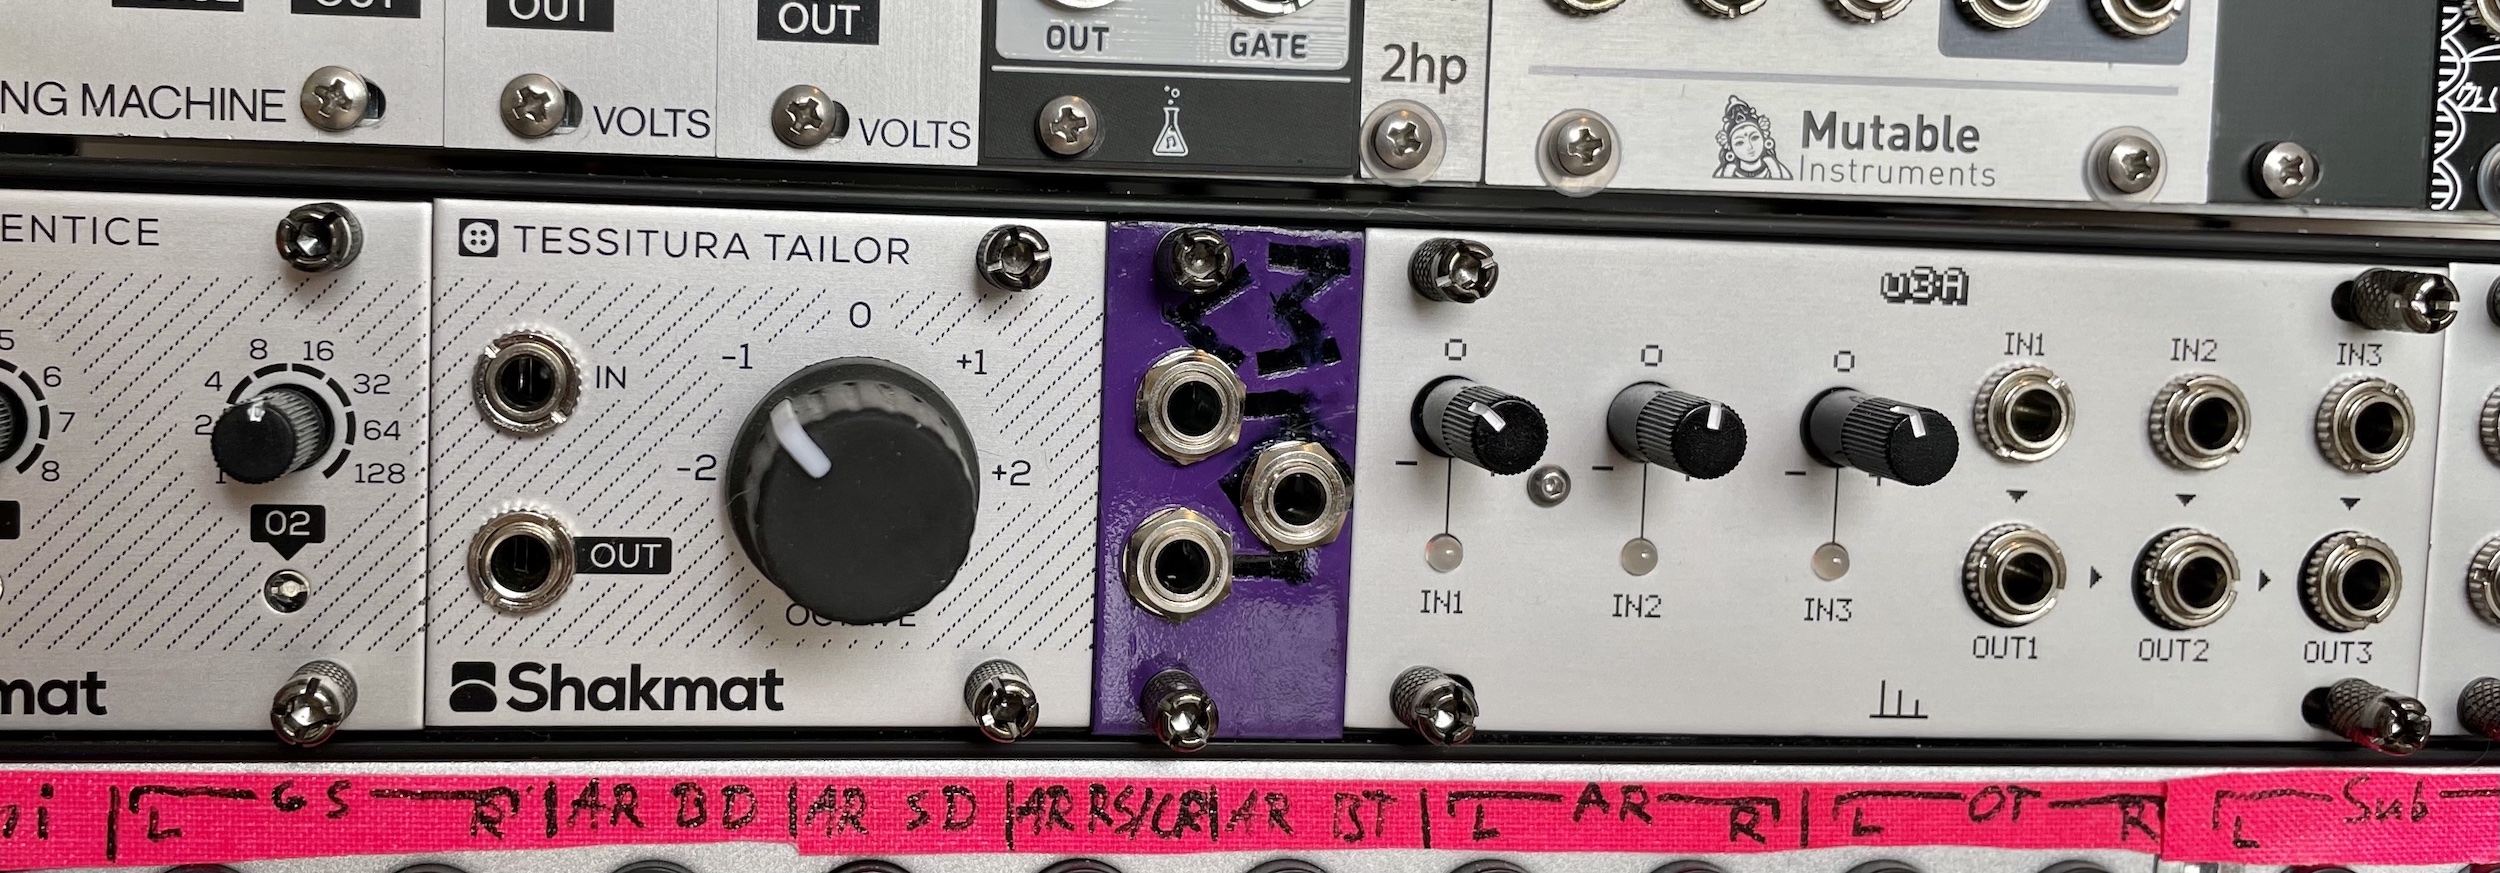 OUT
OUT
OUT
OUT
GATE
2hp
NG MACHINE
VOLTS
VOLTS
Mutable
Instruments
ENTICE
5
6
7
8
8
16
4
32
2
64
1
128
02
mat
TESSITURA TAILOR
0
-1
+1
IN
-2
+2
OUT
OCTAVE
Shakmat
u3A
O
O
O
IN1
IN2
IN3
-
-
-
IN1
IN2
IN3
OUT1
OUT2
OUT3
L GS R
AR BD
AR SD
AR RS/CR
AR BT
L AR R
L OT R
L Sub